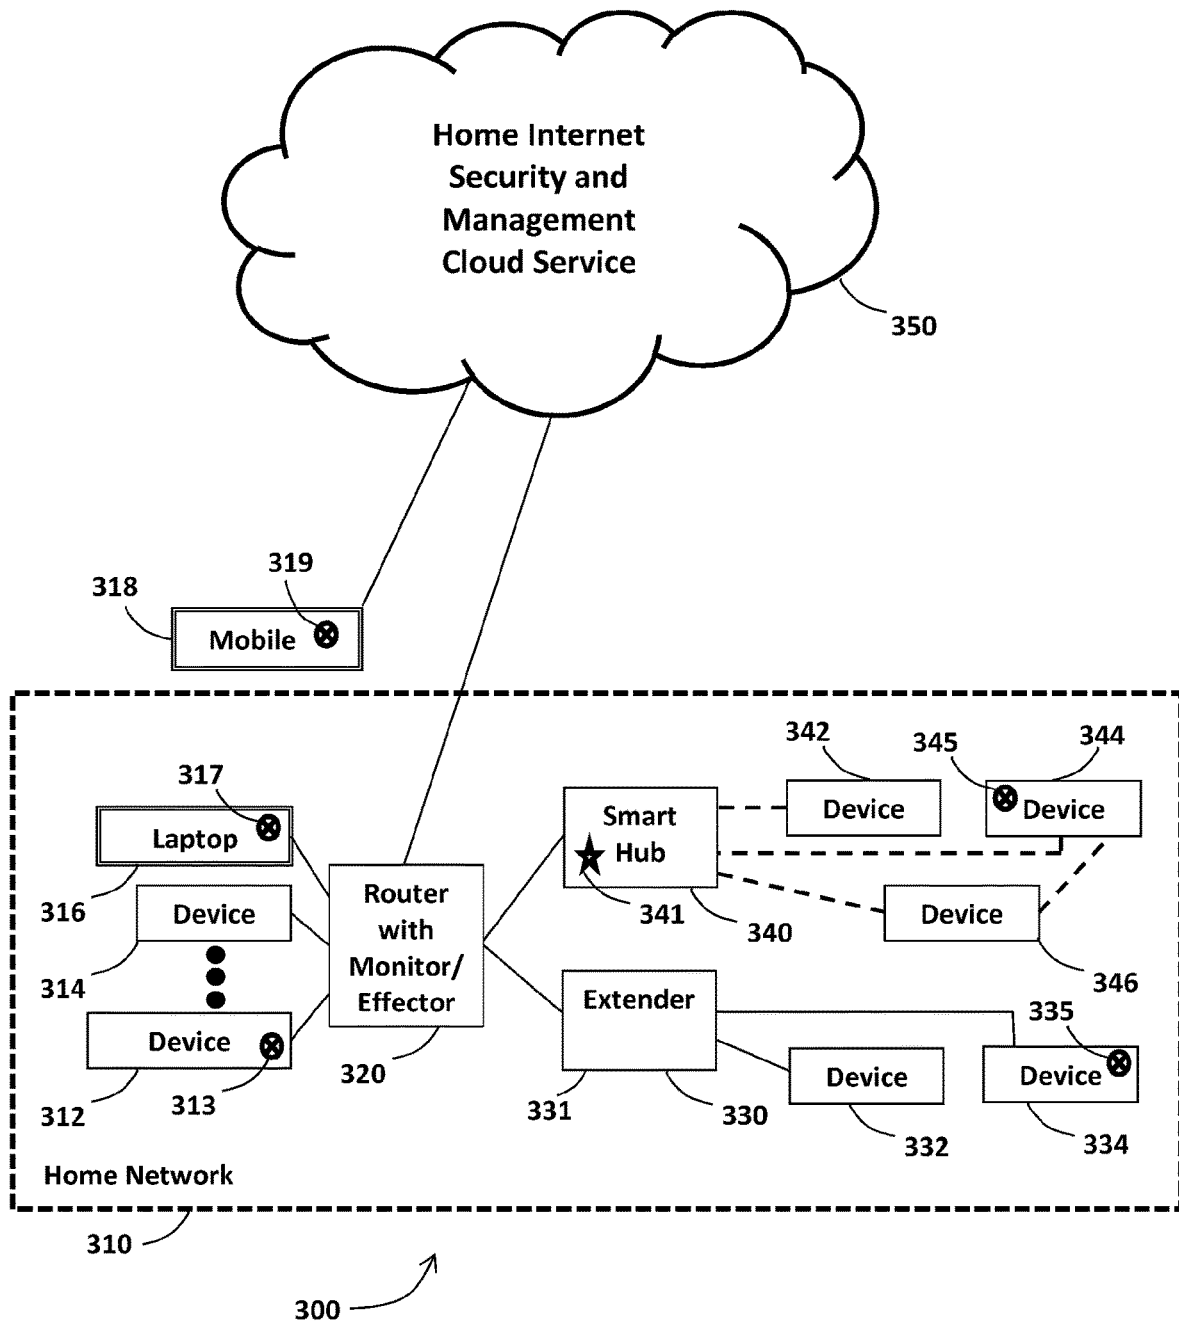 Home Internet
Security and
Management
Cloud Service
350
319
318
Mobile
342
345
344
317
Laptop
Smart
Hub
Device
Device
316
Device
Router
with
Monitor/
Effector
341
340
Device
314
346
Extender
335
Device
320
Device
Device
312
313
331
330
332
334
Home Network
310
300